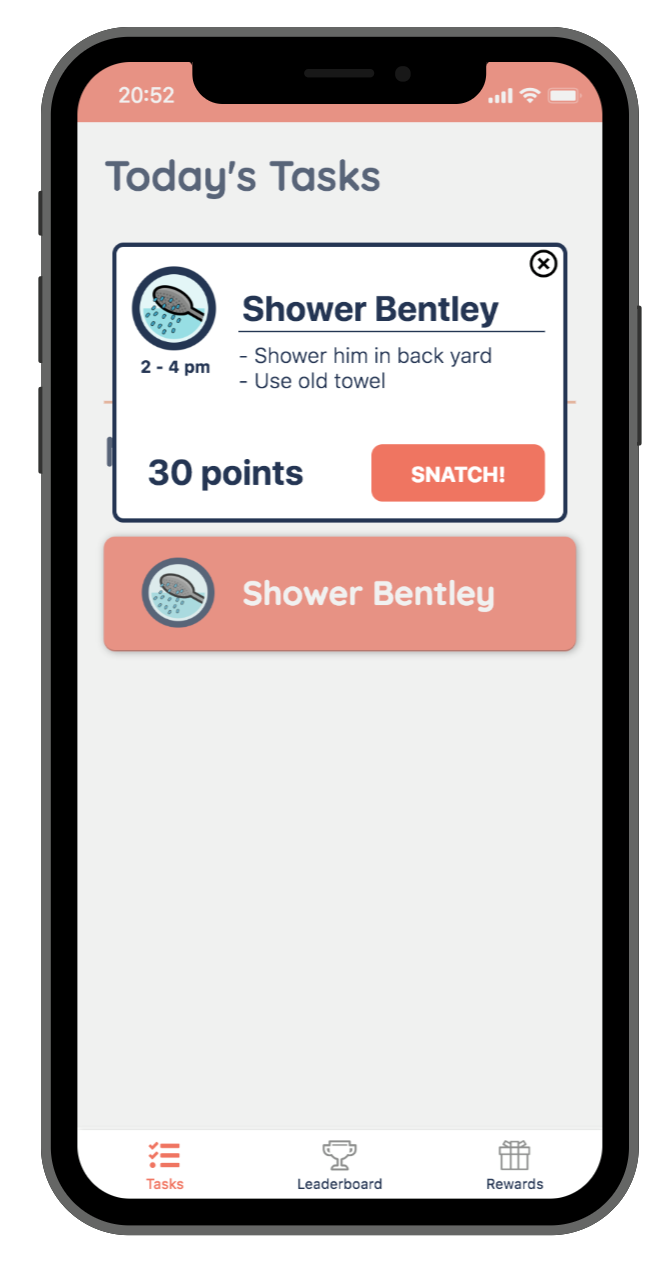 20:52
Today's Tasks
Shower Bentley
2 - 4 pm
- Shower him in back yard
- Use old towel
30 points
SNATCH!
Shower Bentley
Tasks
Leaderboard
Rewards